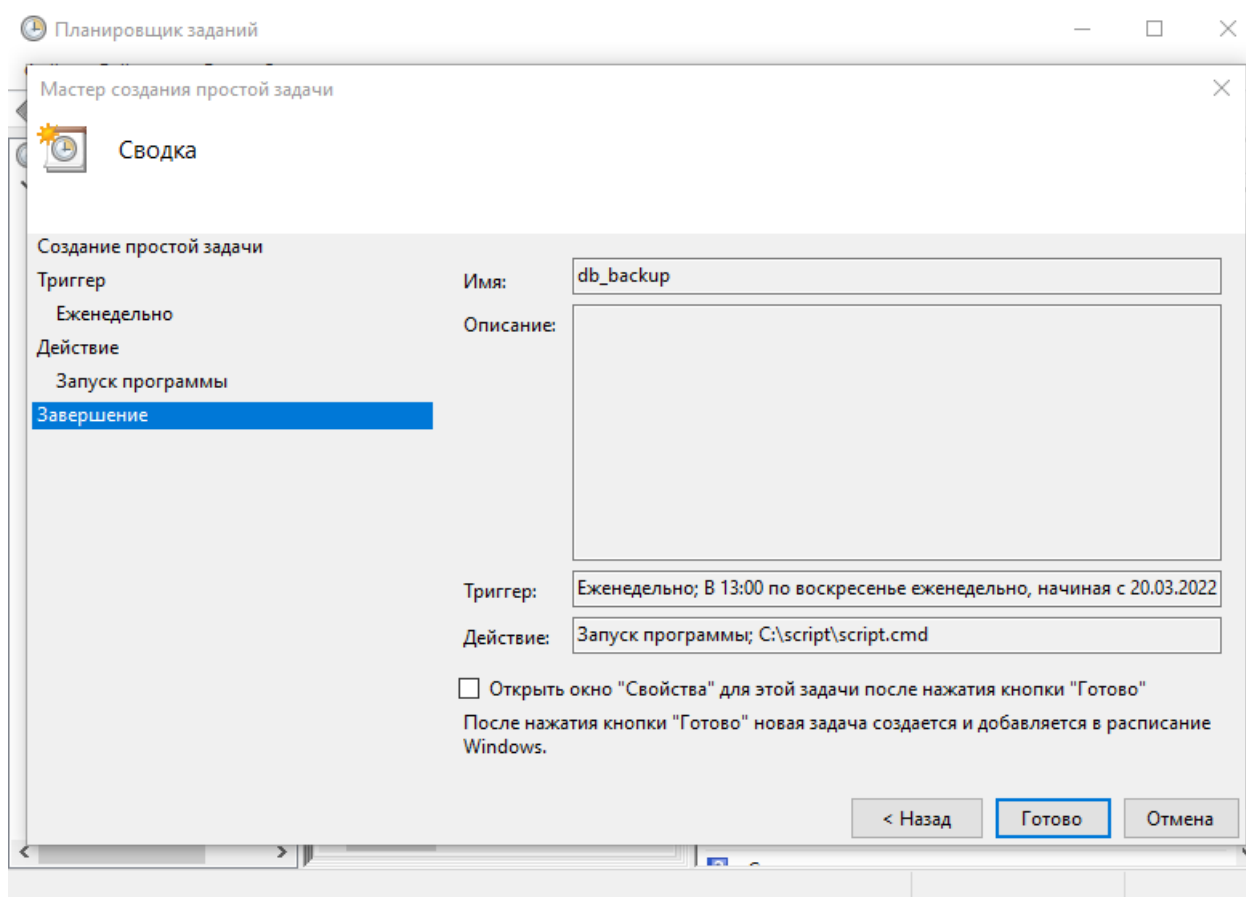 Планировщик заданий
Мастер создания простой задачи
Сводка
Создание простой задачи
Триггер
Еженедельно
Действие
Запуск программы
Завершение
Имя:
db_backup
Описание:
Триггер:
Еженедельно; В 13:00 по воскресенье еженедельно, начиная с 20.03.2022
Действие:
Запуск программы; C:\script\script.cmd
Открыть окно "Свойства" для этой задачи после нажатия кнопки "Готово"
После нажатия кнопки "Готово" новая задача создается и добавляется в расписание
Windows.
< Назад
Готово
Отмена